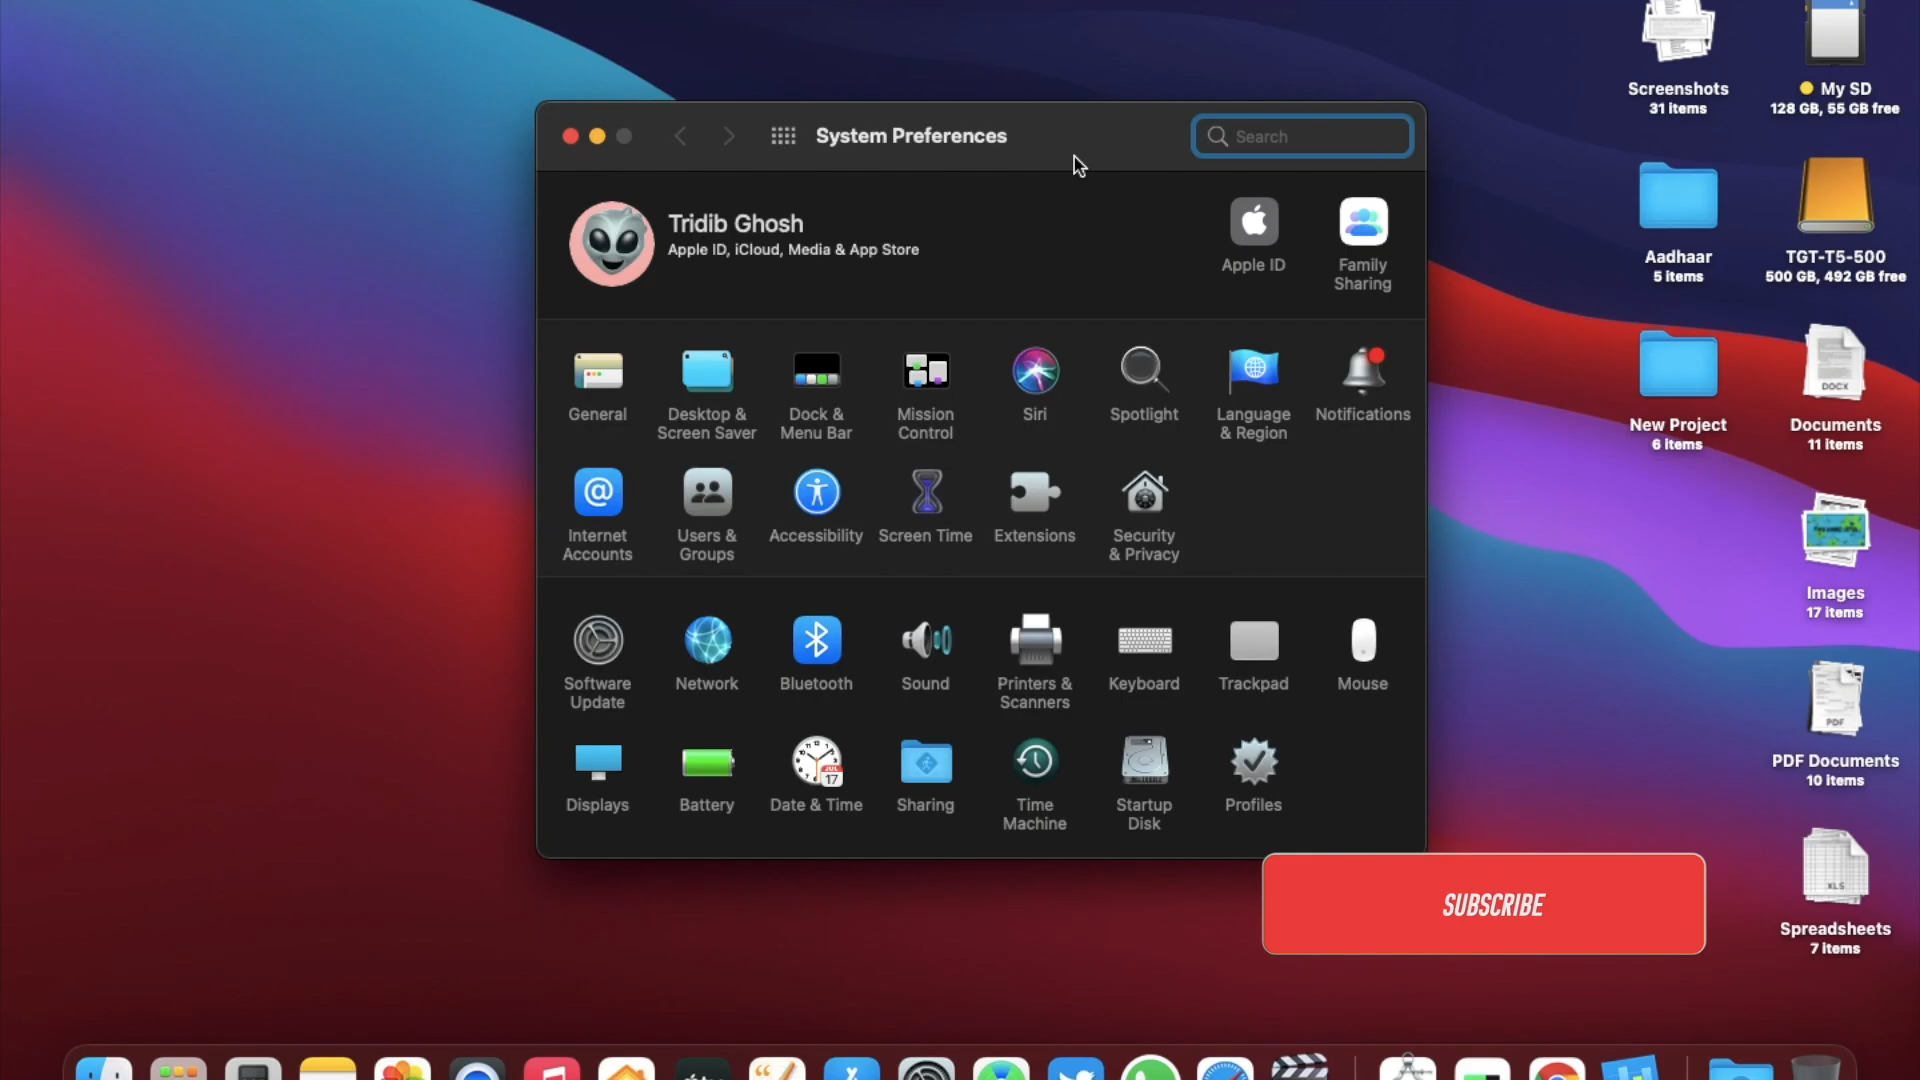 System Preferences
Search
Tridib Ghosh
Apple ID, iCloud, Media & App Store
Apple ID
Family
Sharing
General
Desktop &
Screen Saver
Dock &
Menu Bar
Mission
Control
Siri
Spotlight
Language
& Region
Notifications
Internet
Accounts
Users &
Groups
Accessibility
Screen Time
Extensions
Security
& Privacy
Software
Update
Network
Bluetooth
Sound
Printers &
Scanners
Keyboard
Trackpad
Mouse
Displays
Battery
JUL
17
Date & Time
Sharing
Time
Machine
Startup
Disk
Profiles
SUBSCRIBE
Screenshots
31 items
My SD
128 GB, 55 GB free
Aadhaar
5 items
TGT-T5-500
500 GB, 492 GB free
New Project
6 items
DOCX
Documents
11 items
Images
17 items
PDF
PDF Documents
10 items
XLS
Spreadsheets
7 items